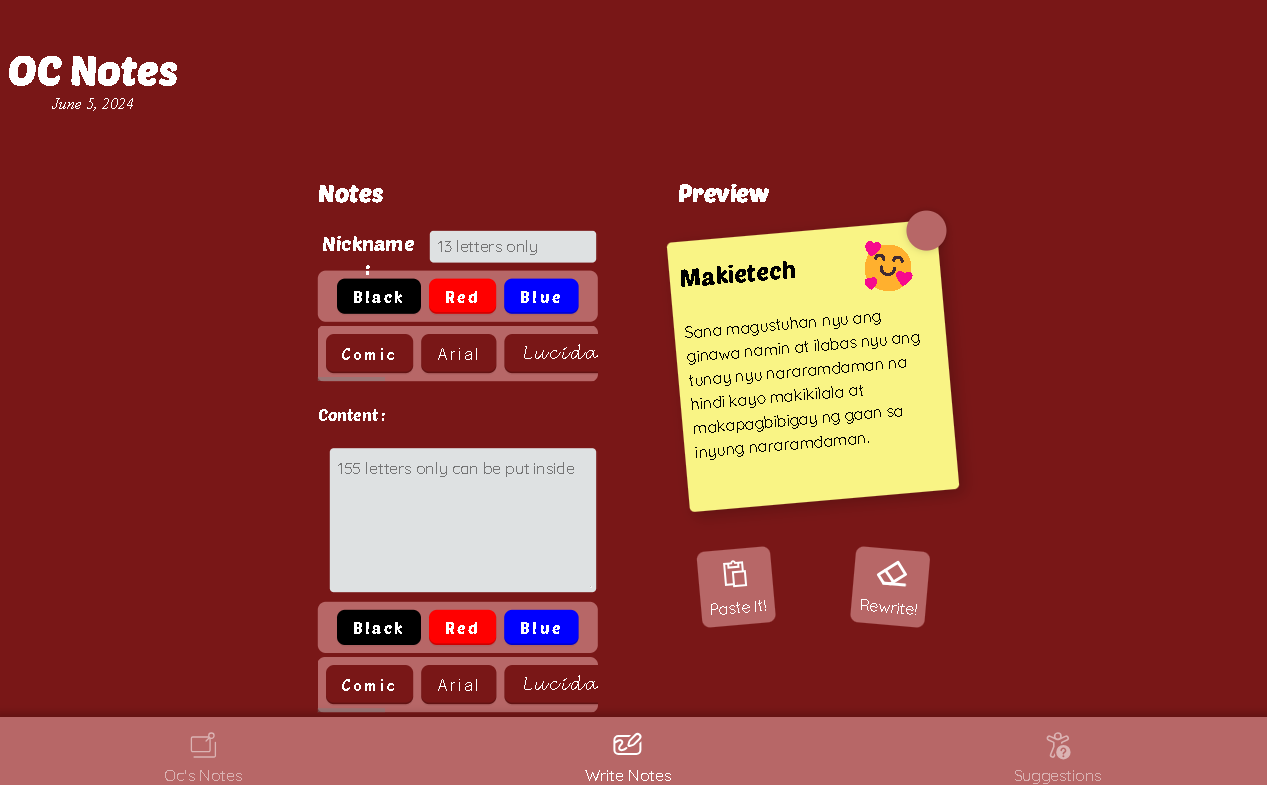 OC Notes
June 5, 2024
Notes
Nickname
:
13 letters only
Black
Red
Blue
Comic
Arial
Lucida
Content :
155 letters only can be put inside
Black
Red
Blue
Comic
Arial
Lucida
Preview
Makietech
Sana magustuhan nyu ang
ginawa namin at ilabas nyu ang
tunay nyu nararamdaman na
hindi kayo makikilala at
makapagbibigay ng gaan sa
inyung nararamdaman.
Paste It!
Rewrite!
Oc's Notes
Write Notes
Suggestions